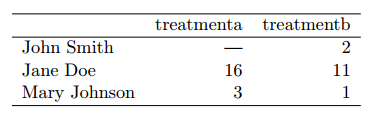 treatmenta treatmentb
John Smith — 2
Jane Doe 16 11
Mary Johnson 3 1